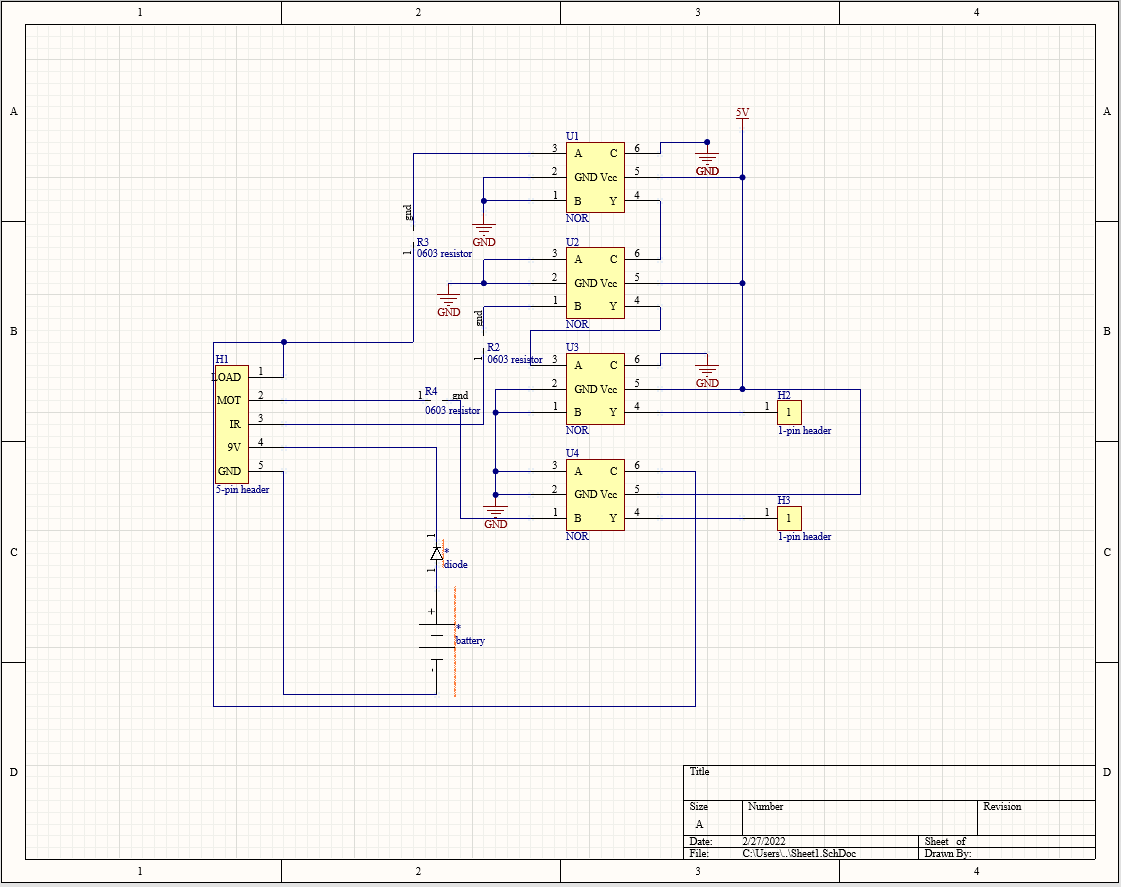 1 2 3 4
A A
5V
U1
3 A C 6
GND
2 GND Vcc 5
1 B Y 4
gnd
NOR
GND
R3
1 0603 resistor
U2
3 A C 6
2 GND Vcc 5
GND
1 B Y 4
gnd
NOR
B B
R2
1 0603 resistor
U3
3 A C 6
GND
2 GND Vcc 5
1 B Y 4
NOR
H1
LOAD 1
MOT 2
IR 3
9V 4
GND 5
5-pin header
1 R4 gnd
0603 resistor
H2
1 1
1-pin header
U4
3 A C 6
2 GND Vcc 5
GND
1 B Y 4
NOR
H3
1 1
1-pin header
C C
1
*
diode
1
+
*
battery
-
D D
Title
Size Number Revision
A
Date: 2/27/2022 Sheet of
File: C:\Users\..\Sheet1.SchDoc Drawn By:
1 2 3 4